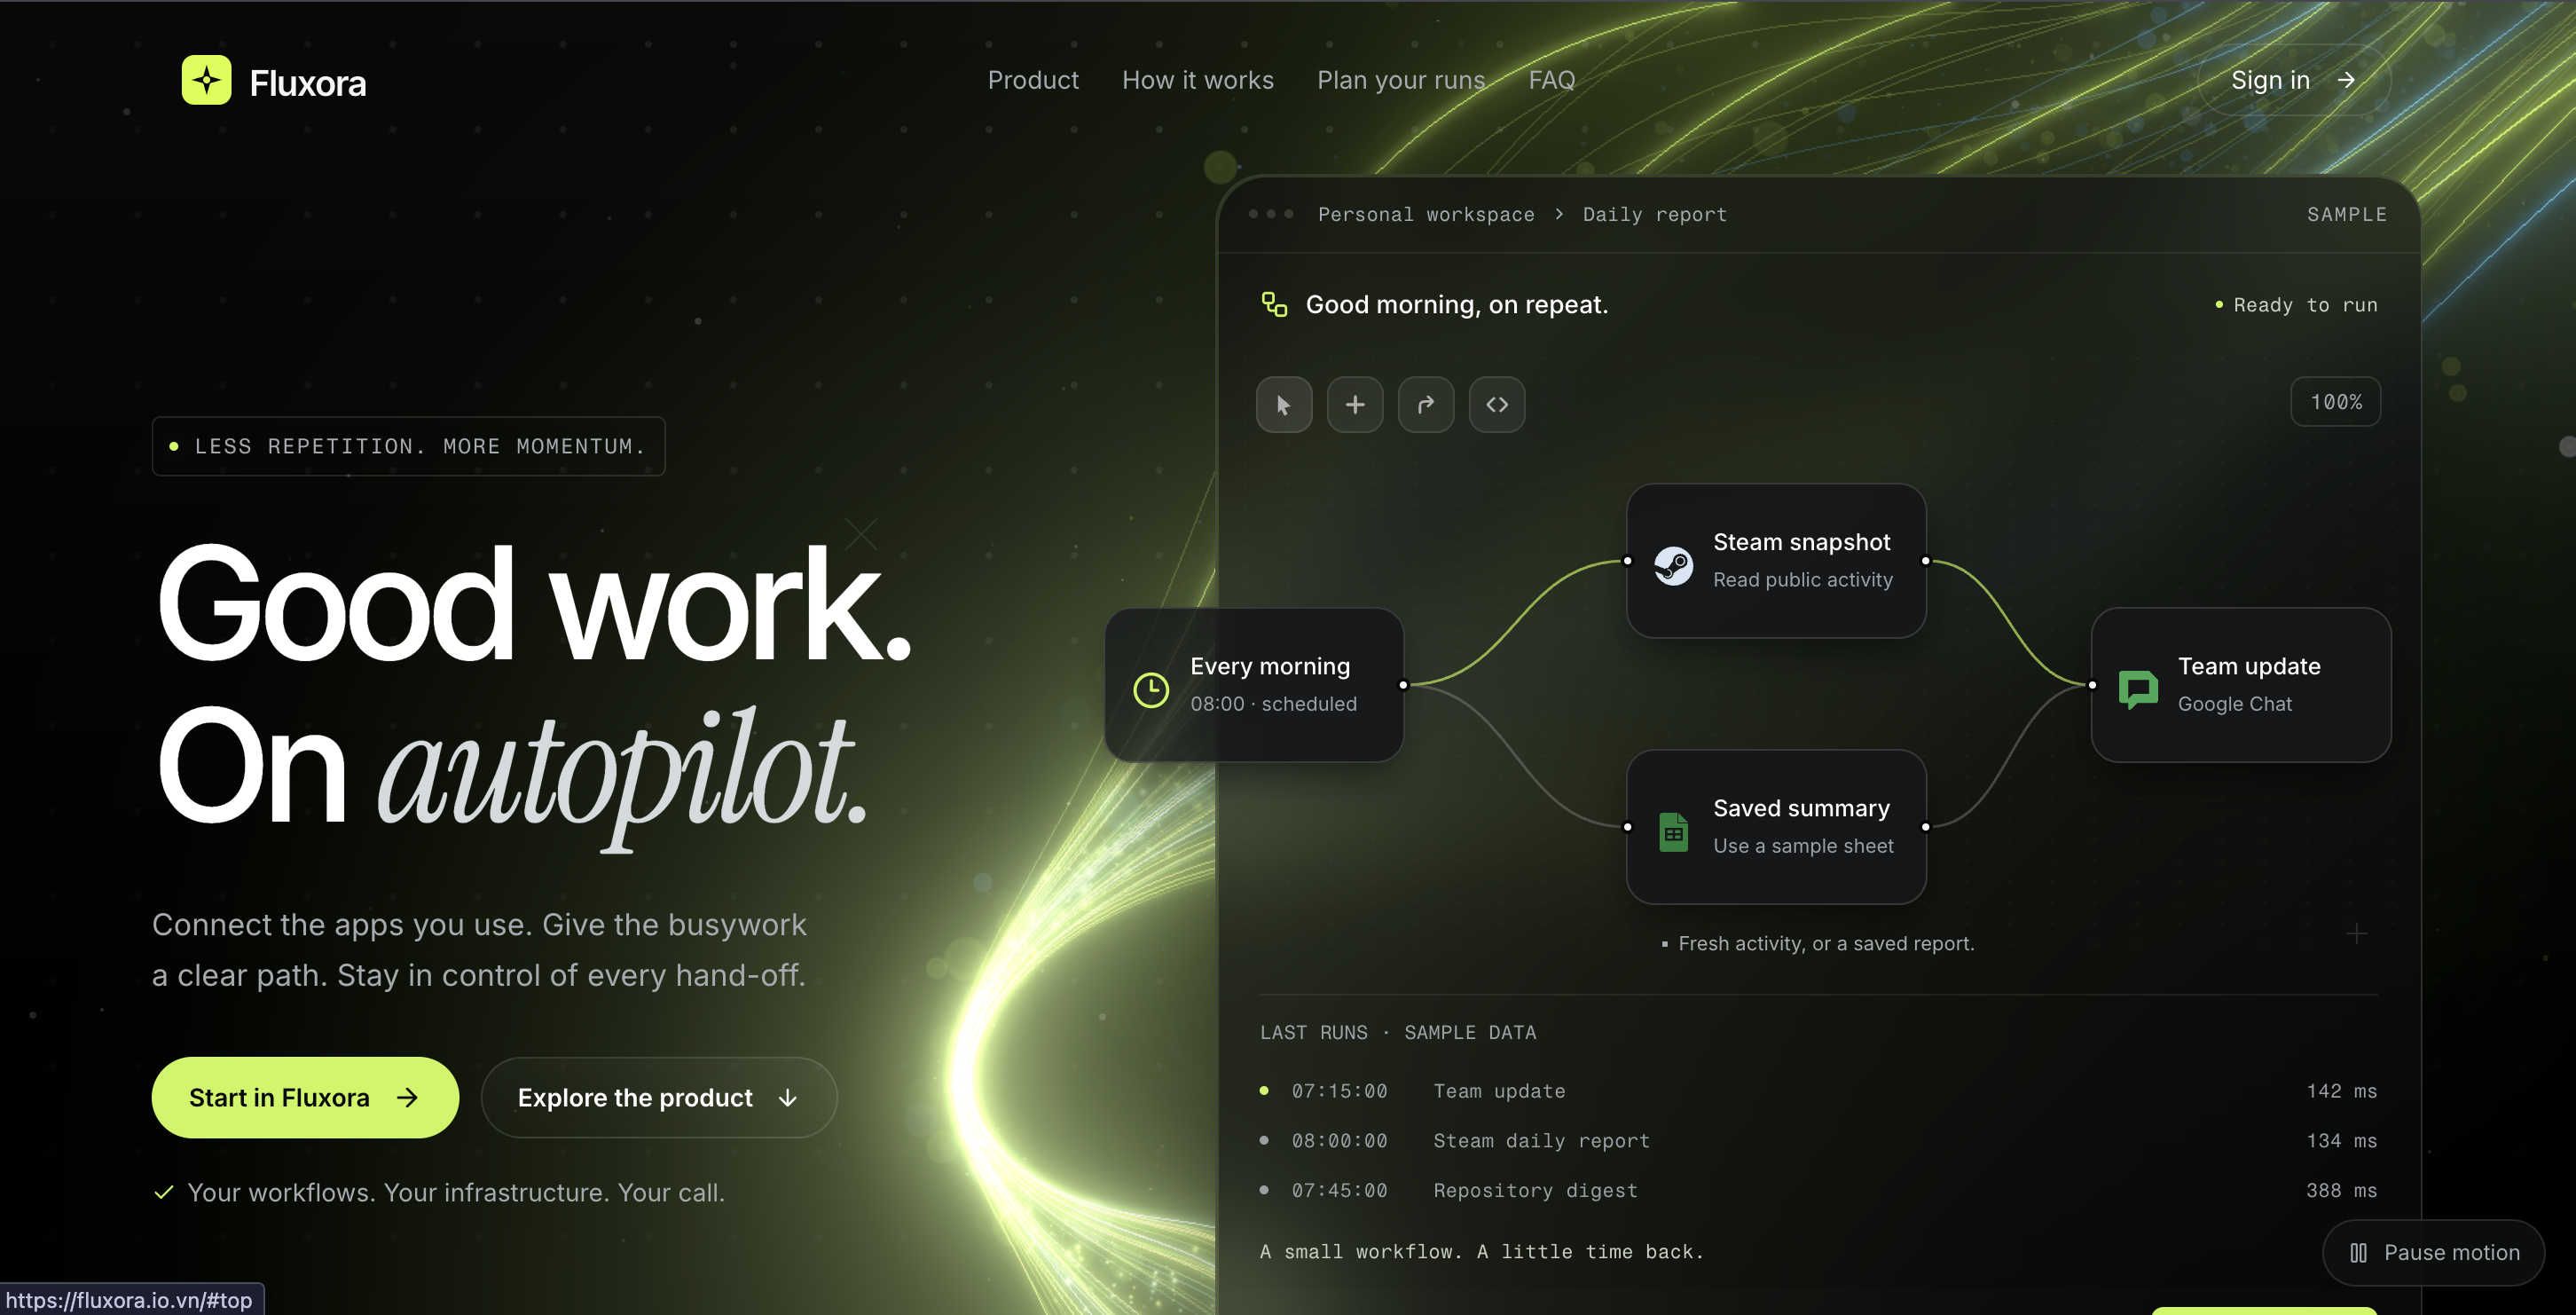 Fluxora
Product
How it works
Plan your runs
FAQ
Sign in
LESS REPETITION. MORE MOMENTUM.
Good work.
On autopilot.
Connect the apps you use. Give the busywork
a clear path. Stay in control of every hand-off.
Start in Fluxora
Explore the product
Your workflows. Your infrastructure. Your call.
Personal workspace > Daily report
SAMPLE
Good morning, on repeat.
Ready to run
100%
Every morning
08:00 · scheduled
Steam snapshot
Read public activity
Saved summary
Use a sample sheet
Team update
Google Chat
Fresh activity, or a saved report.
LAST RUNS · SAMPLE DATA
07:15:00 Team update 142 ms
08:00:00 Steam daily report 134 ms
07:45:00 Repository digest 388 ms
A small workflow. A little time back.
Pause motion
https://fluxora.io.vn/#top